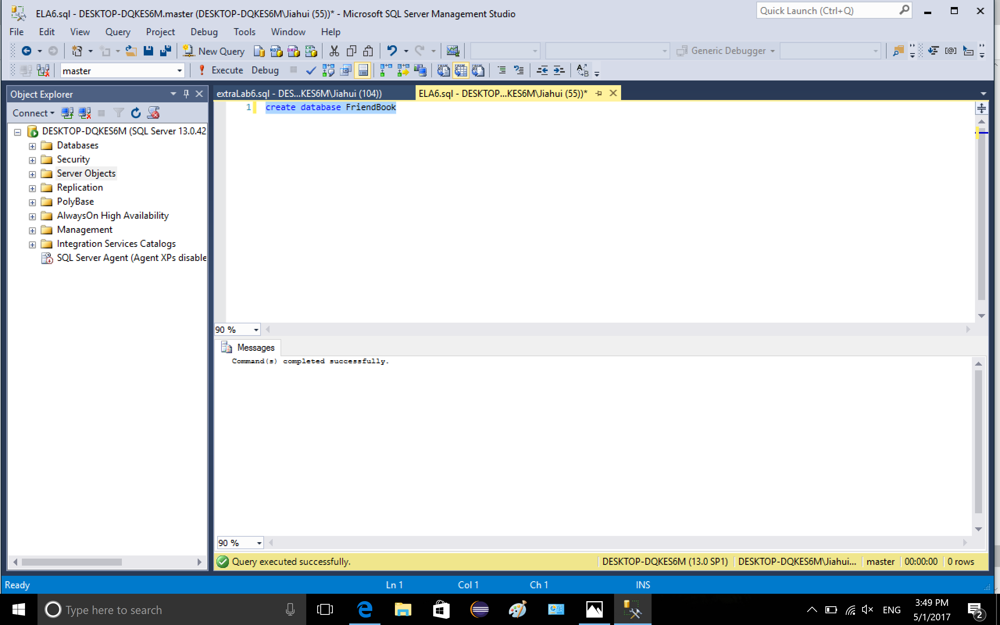 ELA6.sql - DESKTOP-DQKES6M.master (DESKTOP-DQKES6M\Jiahui (55))* - Microsoft SQL Server Management Studio
Quick Launch (Ctrl+Q)
File Edit View Query Project Debug Tools Window Help
New Query
Generic Debugger
master
Execute Debug
Object Explorer
extraLab6.sql - DES...KES6M\Jiahui (104))
ELA6.sql - DESKTOP...KES6M\Jiahui (55))*
Connect
1 create database FriendBook
DESKTOP-DQKES6M (SQL Server 13.0.42
Databases
Security
Server Objects
Replication
PolyBase
AlwaysOn High Availability
Management
Integration Services Catalogs
SQL Server Agent (Agent XPs disable
90 %
Messages
Command(s) completed successfully.
90 %
Query executed successfully.
DESKTOP-DQKES6M (13.0 SP1)
DESKTOP-DQKES6M\Jiahui...
master
00:00:00
0 rows
Ready
Ln 1
Col 1
Ch 1
INS
Type here to search
ENG
3:49 PM
5/1/2017
2